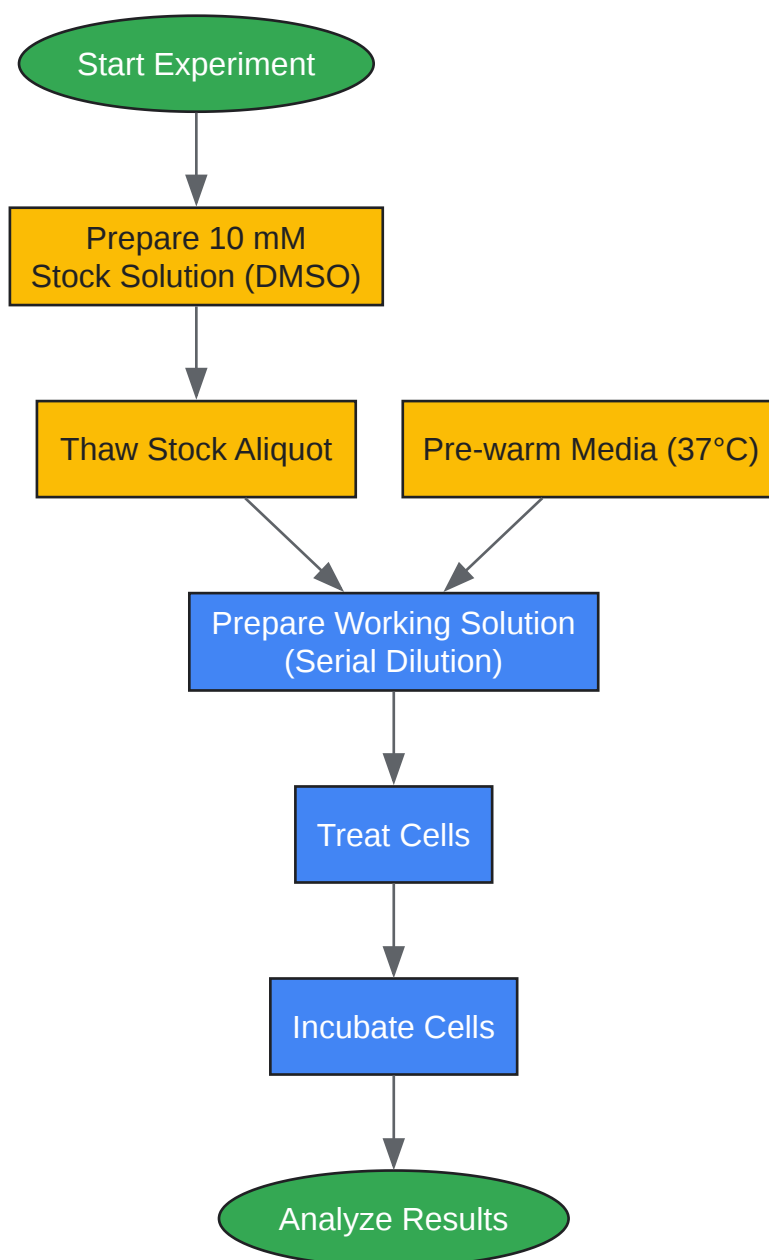 Start Experiment
Prepare 10 mM
Stock Solution (DMSO)
Thaw Stock Aliquot
Pre-warm Media (37°C)
Prepare Working Solution
(Serial Dilution)
Treat Cells
Incubate Cells
Analyze Results